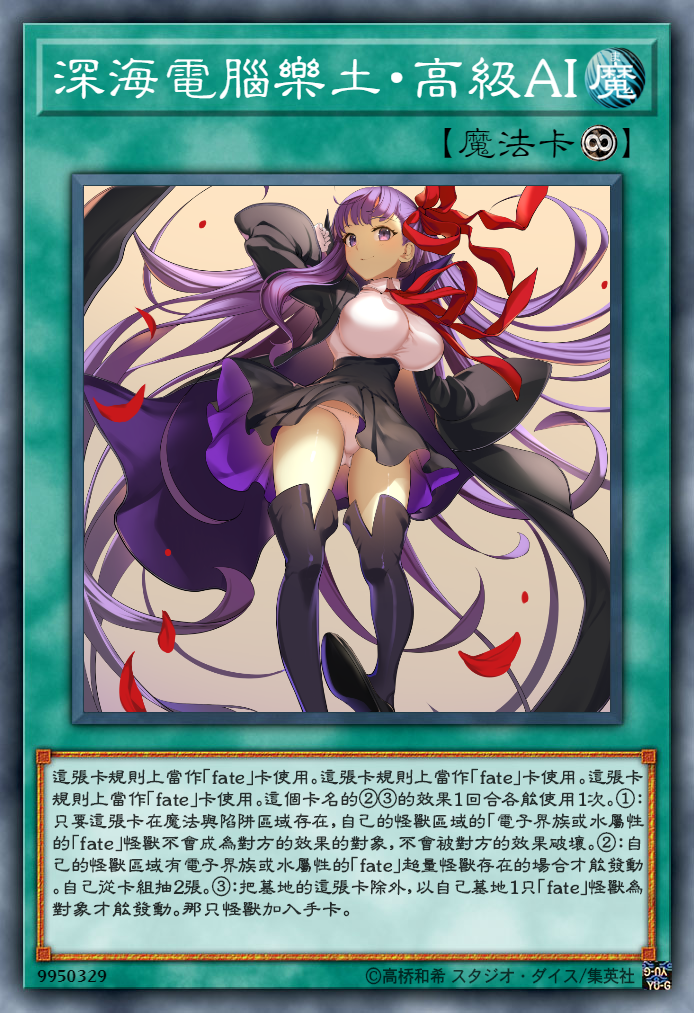 深海電腦樂土·高級AI 魔
【魔法卡∞】
這張卡規則上當作「fate」卡使用。這張卡規則上當作「fate」卡使用。這張卡
規則上當作「fate」卡使用。這個卡名的②③的效果1回合各能使用1次。①:
只要這張卡在魔法與陷阱區域存在,自己的怪獸區域的「電子界族或水屬性
的「fate」怪獸不會成為對方的效果的對象,不會被對方的效果破壞。②:自
己的怪獸區域有電子界族或水屬性的「fate」超量怪獸存在的場合才能發動
。自己從卡組抽2張。③:把墓地的這張卡除外,以自己墓地1只「fate」怪獸為
對象才能發動。那只怪獸加入手卡。
9950329 ©高桥和希 スタジオ・ダイス/集英社